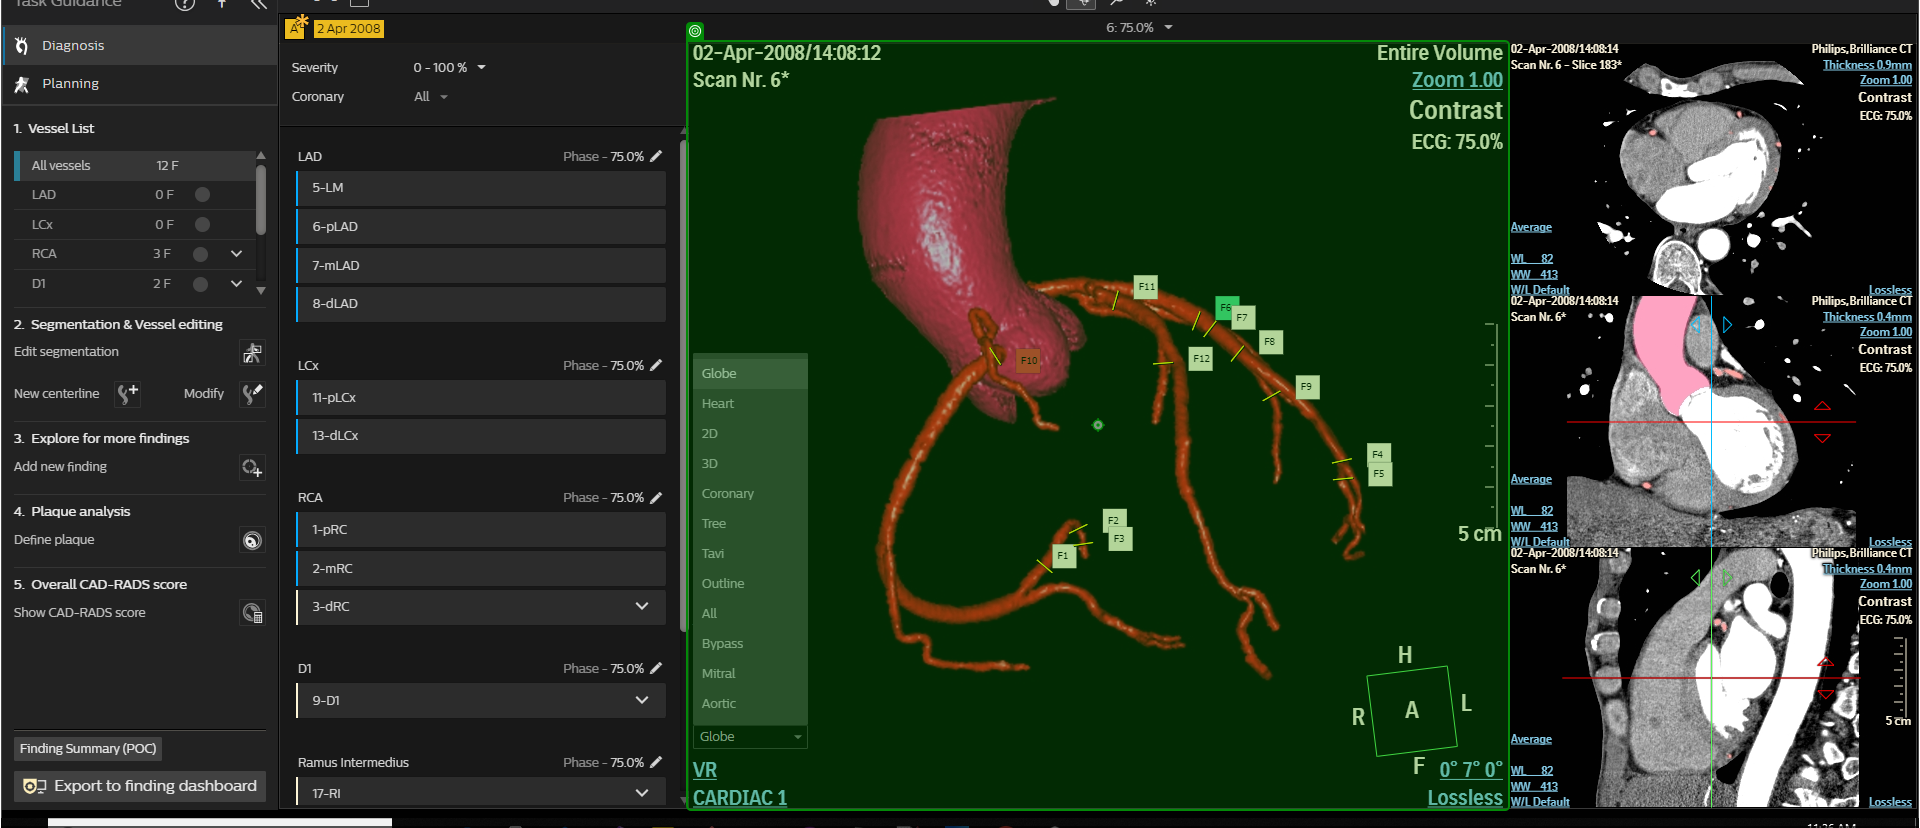 Task Guidance
Diagnosis
Planning
1. Vessel List
All vessels 12 F
LAD 0 F
LCx 0 F
RCA 3 F
D1 2 F
2. Segmentation & Vessel editing
Edit segmentation
New centerline Modify
3. Explore for more findings
Add new finding
4. Plaque analysis
Define plaque
5. Overall CAD-RADS score
Show CAD-RADS score
Finding Summary (POC)
Export to finding dashboard
A* 2 Apr 2008
Severity 0 - 100 %
Coronary All
LAD Phase - 75.0%
5-LM
6-pLAD
7-mLAD
8-dLAD
LCx Phase - 75.0%
11-pLCx
13-dLCx
RCA Phase - 75.0%
1-pRC
2-mRC
3-dRC
D1 Phase - 75.0%
9-D1
Ramus Intermedius Phase - 75.0%
17-RI
6: 75.0%
02-Apr-2008/14:08:12
Scan Nr. 6*
Entire Volume
Zoom 1.00
Contrast
ECG: 75.0%
F11
F6
F7
F8
F12
F10
F9
F4
F5
F2
F3
F1
Globe
Heart
2D
3D
Coronary
Tree
Tavi
Outline
All
Bypass
Mitral
Aortic
Globe
5 cm
H
R A L
F
VR
CARDIAC 1
0° 7° 0°
Lossless
02-Apr-2008/14:08:14
Scan Nr. 6 - Slice 183*
Philips,Brilliance CT
Thickness 0.9mm
Zoom 1.00
Contrast
ECG: 75.0%
Average
WL 82
WW 413
W/L Default
Lossless
02-Apr-2008/14:08:14
Scan Nr. 6*
Philips,Brilliance CT
Thickness 0.4mm
Zoom 1.00
Contrast
ECG: 75.0%
Average
WL 82
WW 413
W/L Default
Lossless
02-Apr-2008/14:08:14
Scan Nr. 6*
Philips,Brilliance CT
Thickness 0.4mm
Zoom 1.00
Contrast
ECG: 75.0%
5 cm
Average
WL 82
WW 413
W/L Default
Lossless
11:26 AM